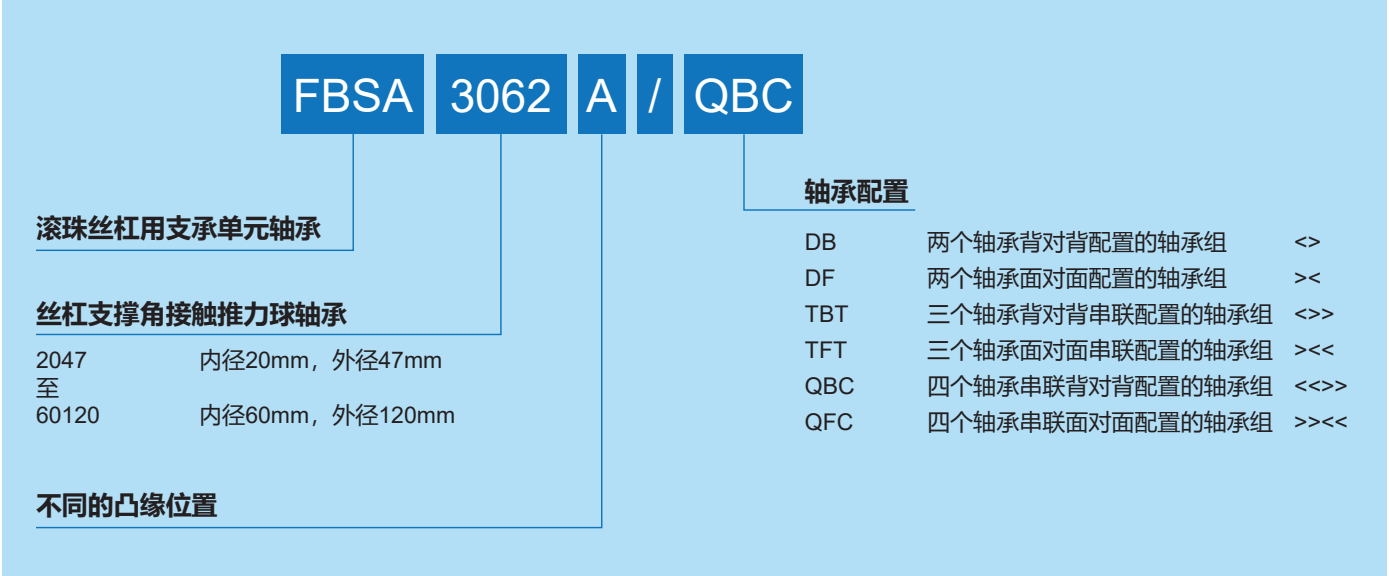 FBSA 3062 A / QBC
滚珠丝杠用支承单元轴承
丝杠支撑角接触推力球轴承
2047 内径20mm，外径47mm
至
60120 内径60mm，外径120mm
不同的凸缘位置
轴承配置
DB 两个轴承背对背配置的轴承组 <>
DF 两个轴承面对面配置的轴承组 ><
TBT 三个轴承背对背串联配置的轴承组 <>>
TFT 三个轴承面对面串联配置的轴承组 ><<
QBC 四个轴承串联背对背配置的轴承组 <<>>
QFC 四个轴承串联面对面配置的轴承组 >><<